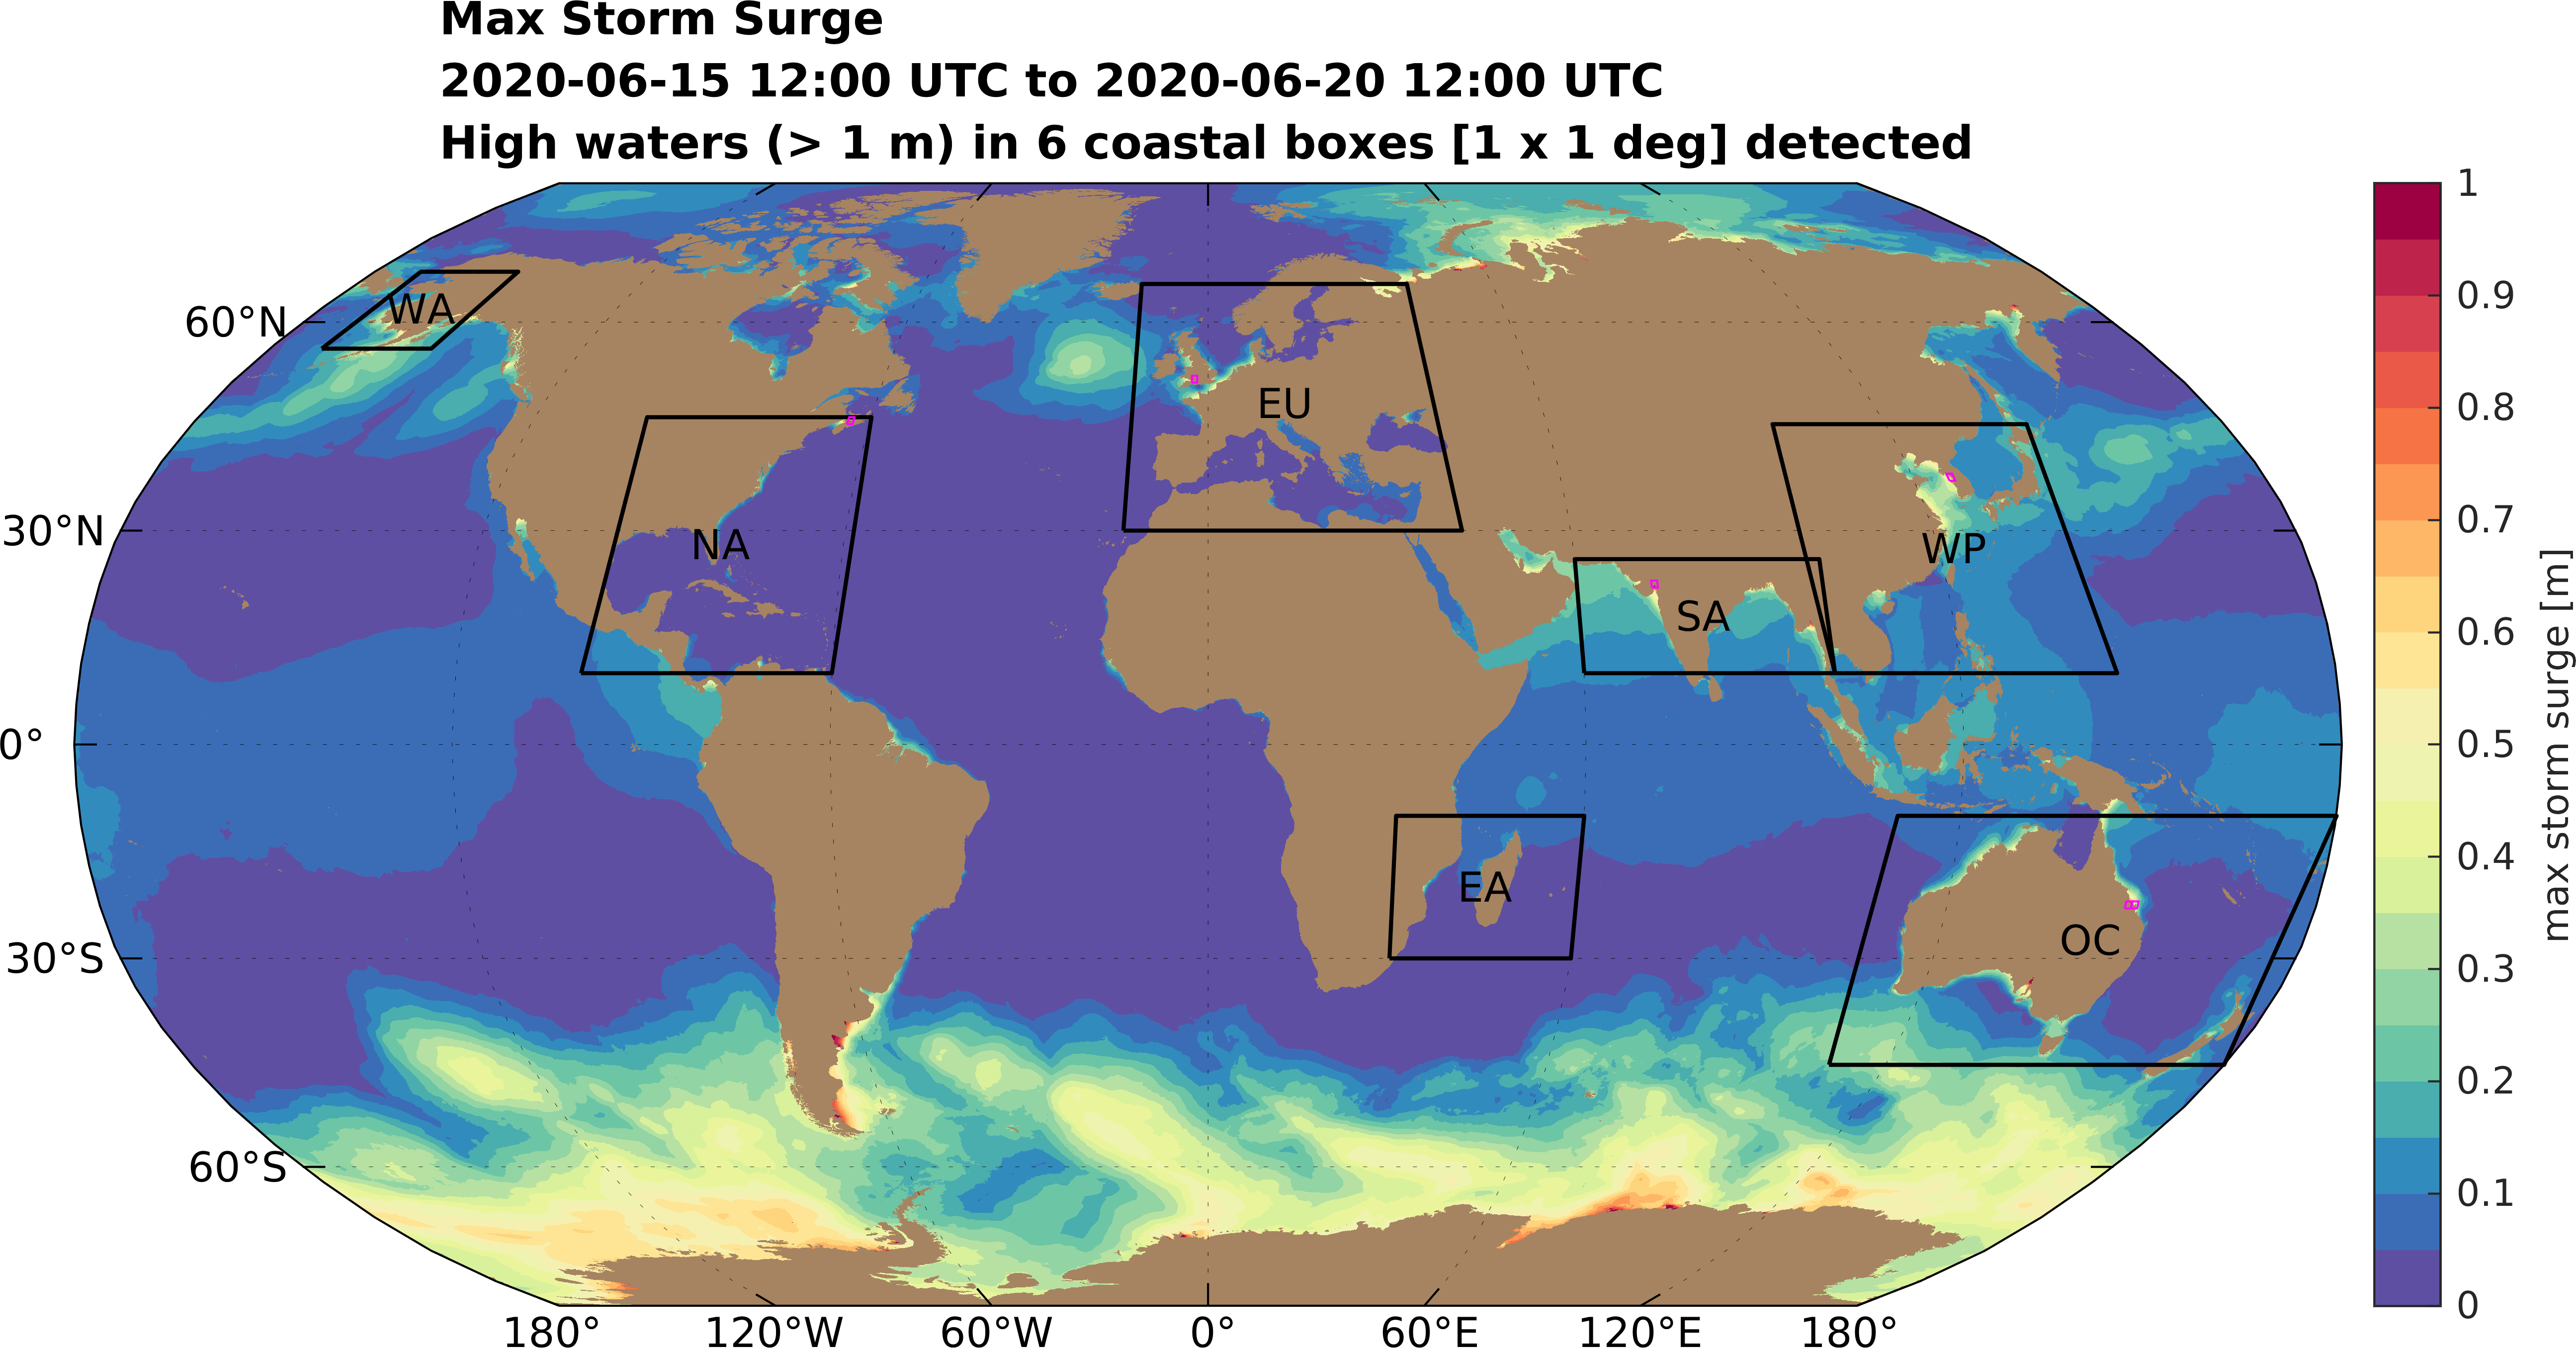 Max Storm Surge
2020-06-15 12:00 UTC to 2020-06-20 12:00 UTC
High waters (> 1 m) in 6 coastal boxes [1 x 1 deg] detected
60°N
30°N
0°
30°S
60°S
WA
NA
EU
SA
WP
EA
OC
180°
120°W
60°W
0°
60°E
120°E
180°
1
0.9
0.8
0.7
0.6
0.5
0.4
0.3
0.2
0.1
0
max storm surge [m]